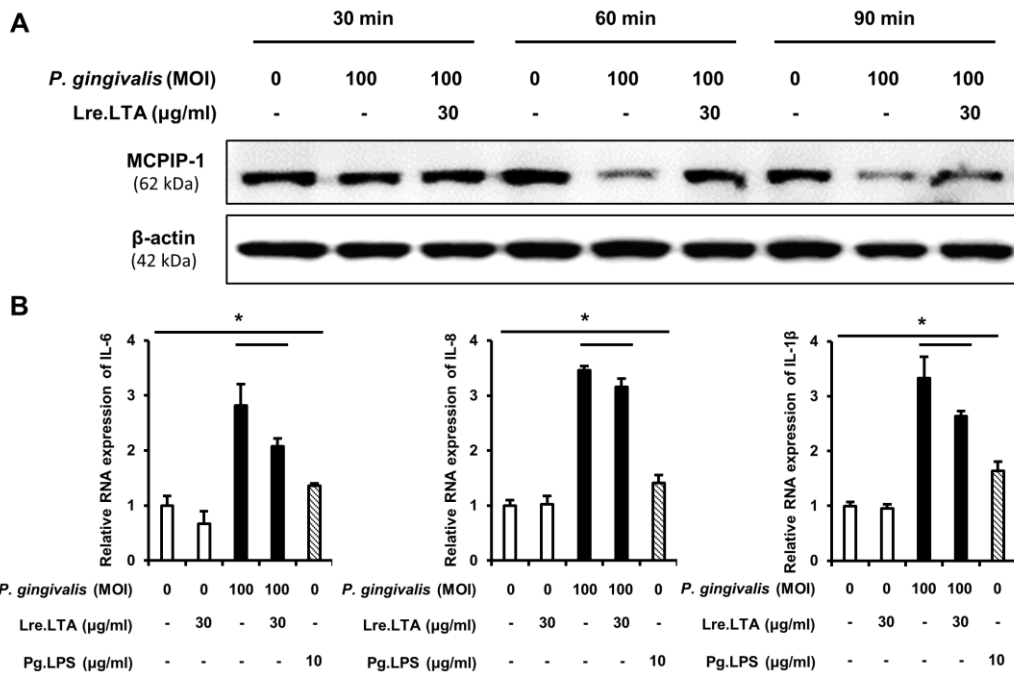 A
30 min 60 min 90 min
P. gingivalis (MOI) 0 100 100 0 100 100 0 100 100
Lre.LTA (µg/ml) - - 30 - - 30 - - 30
MCPIP-1
(62 kDa)
β-actin
(42 kDa)
B
* * *
Relative RNA expression of IL-6
4
3
2
1
0
P. gingivalis (MOI) 0 0 100 100 0
Lre.LTA (µg/ml) - 30 - 30 -
Pg.LPS (µg/ml) - - - - 10
Relative RNA expression of IL-8
4
3
2
1
0
P. gingivalis (MOI) 0 0 100 100 0
Lre.LTA (µg/ml) - 30 - 30 -
Pg.LPS (µg/ml) - - - - 10
Relative RNA expression of IL-1β
4
3
2
1
0
P. gingivalis (MOI) 0 0 100 100 0
Lre.LTA (µg/ml) - 30 - 30 -
Pg.LPS (µg/ml) - - - - 10